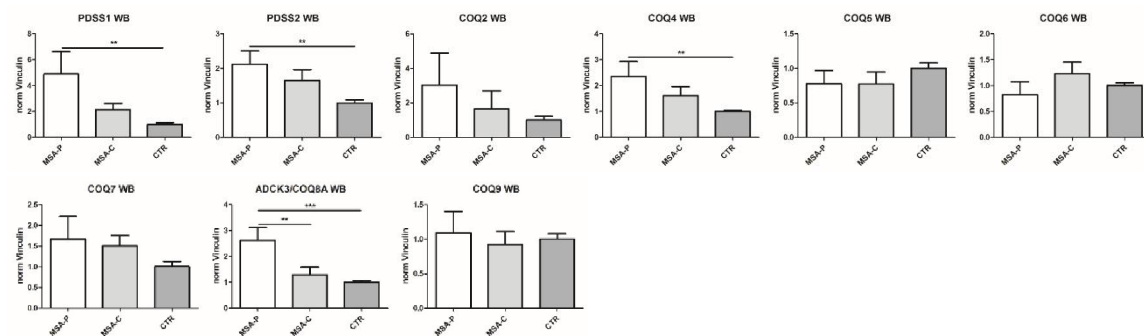 PDSS1 WB
norm Vinculin
8
6
4
2
0
**
MSA-P
MSA-C
CTR
PDSS2 WB
norm Vinculin
3
2
1
0
**
MSA-P
MSA-C
CTR
COQ2 WB
norm Vinculin
6
4
2
0
MSA-P
MSA-C
CTR
COQ4 WB
norm Vinculin
4
3
2
1
0
**
MSA-P
MSA-C
CTR
COQ5 WB
norm Vinculin
1.5
1.0
0.5
0.0
MSA-P
MSA-C
CTR
COQ6 WB
norm Vinculin
2.0
1.5
1.0
0.5
0.0
MSA-P
MSA-C
CTR
COQ7 WB
norm Vinculin
2.5
2.0
1.5
1.0
0.5
0.0
MSA-P
MSA-C
CTR
ADCK3/COQ8A WB
norm Vinculin
4
3
2
1
0
***
**
MSA-P
MSA-C
CTR
COQ9 WB
norm Vinculin
1.5
1.0
0.5
0.0
MSA-P
MSA-C
CTR